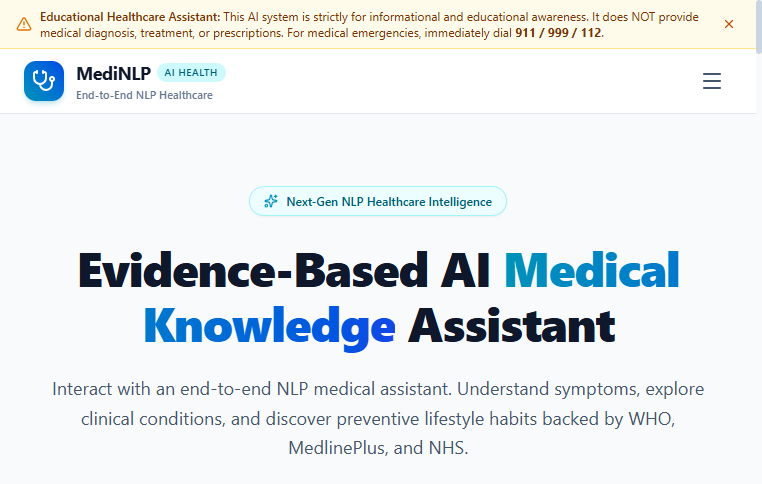 Educational Healthcare Assistant: This AI system is strictly for informational and educational awareness. It does NOT provide
medical diagnosis, treatment, or prescriptions. For medical emergencies, immediately dial 911 / 999 / 112.
MediNLP AI HEALTH
End-to-End NLP Healthcare
Next-Gen NLP Healthcare Intelligence
Evidence-Based AI Medical
Knowledge Assistant
Interact with an end-to-end NLP medical assistant. Understand symptoms, explore
clinical conditions, and discover preventive lifestyle habits backed by WHO,
MedlinePlus, and NHS.